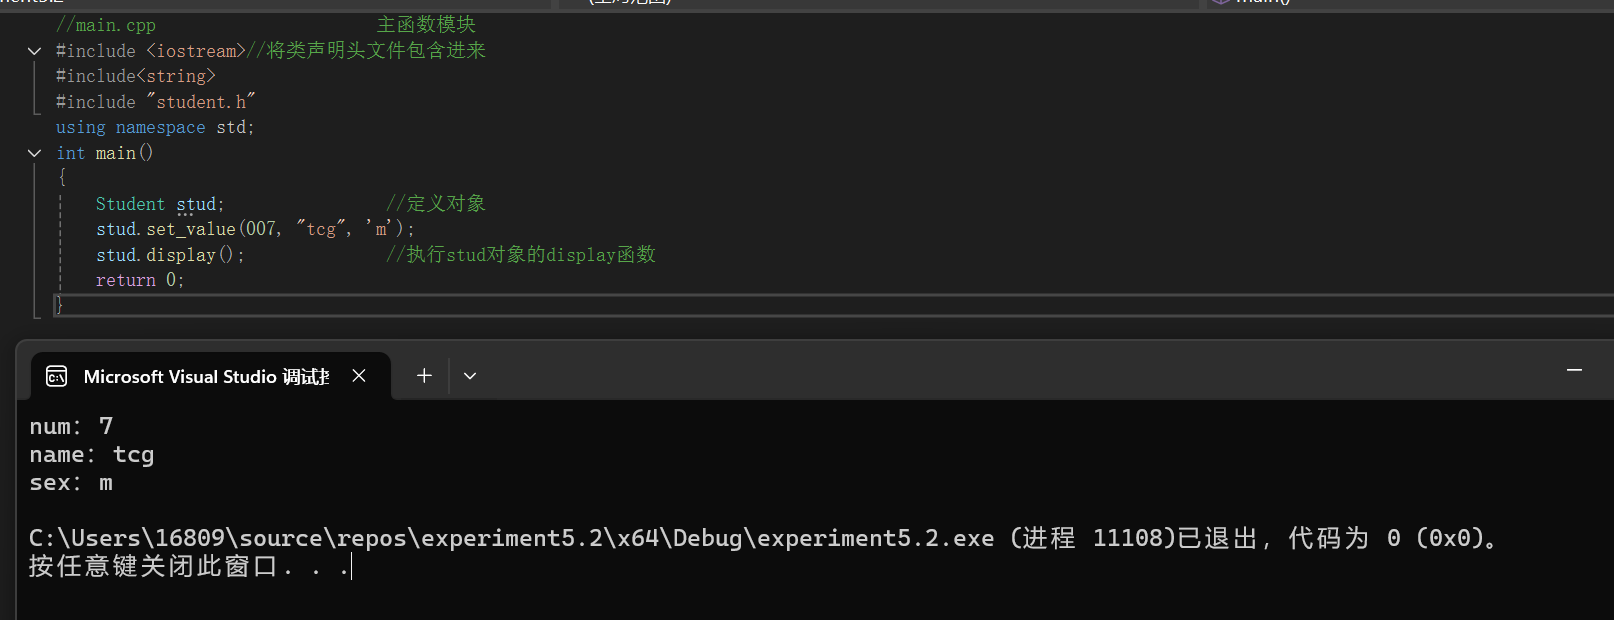 //main.cpp 主函数模块
#include <iostream>//将类声明头文件包含进来
#include<string>
#include "student.h"
using namespace std;
int main()
{
Student stud; //定义对象
stud.set_value(007, "tcg", 'm');
stud.display(); //执行stud对象的display函数
return 0;
}
Microsoft Visual Studio 调试
num: 7
name: tcg
sex: m
C:\Users\16809\source\repos\experiment5.2\x64\Debug\experiment5.2.exe (进程 11108)已退出，代码为 0 (0x0)。
按任意键关闭此窗口. . .